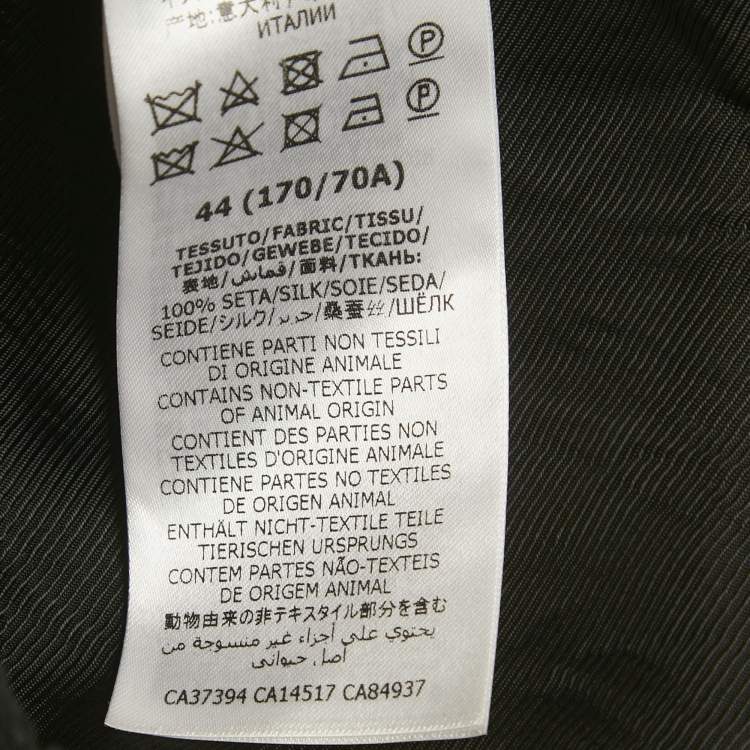 产地:意大利/
ИТАЛИИ
P
P
44 (170/70A)
TESSUTO/FABRIC/TISSU/
TEJIDO/GEWEBE/TECIDO/
表地/قماش/面料/ТКАНЬ:
100% SETA/SILK/SOIE/SEDA/
SEIDE/シルク/حرير/桑蚕丝/ШЁЛК
CONTIENE PARTI NON TESSILI
DI ORIGINE ANIMALE
CONTAINS NON-TEXTILE PARTS
OF ANIMAL ORIGIN
CONTIENT DES PARTIES NON
TEXTILES D'ORIGINE ANIMALE
CONTIENE PARTES NO TEXTILES
DE ORIGEN ANIMAL
ENTHÄLT NICHT-TEXTILE TEILE
TIERISCHEN URSPRUNGS
CONTEM PARTES NÃO-TEXTEIS
DE ORIGEM ANIMAL
動物由来の非テキスタイル部分を含む
يحتوي على أجزاء غير منسوجة من
اصل حيواني
CA37394 CA14517 CA84937